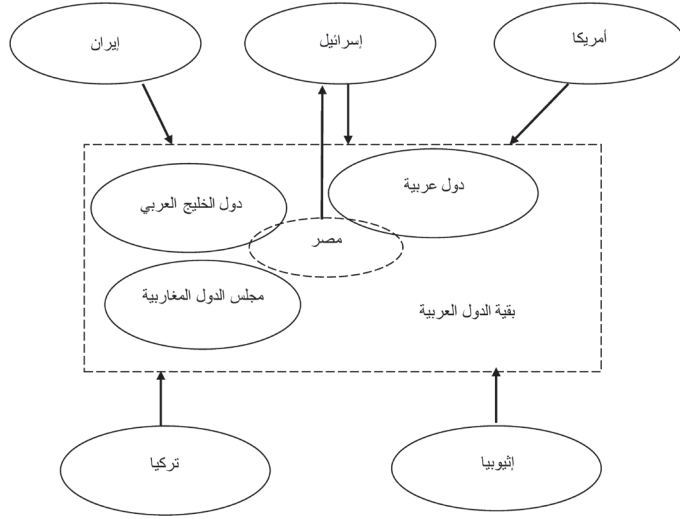 أمريكا
إسرائيل
إيران
دول عربية
دول الخليج العربي
مصر
مجلس الدول المغاربية
بقية الدول العربية
إثيوبيا
تركيا